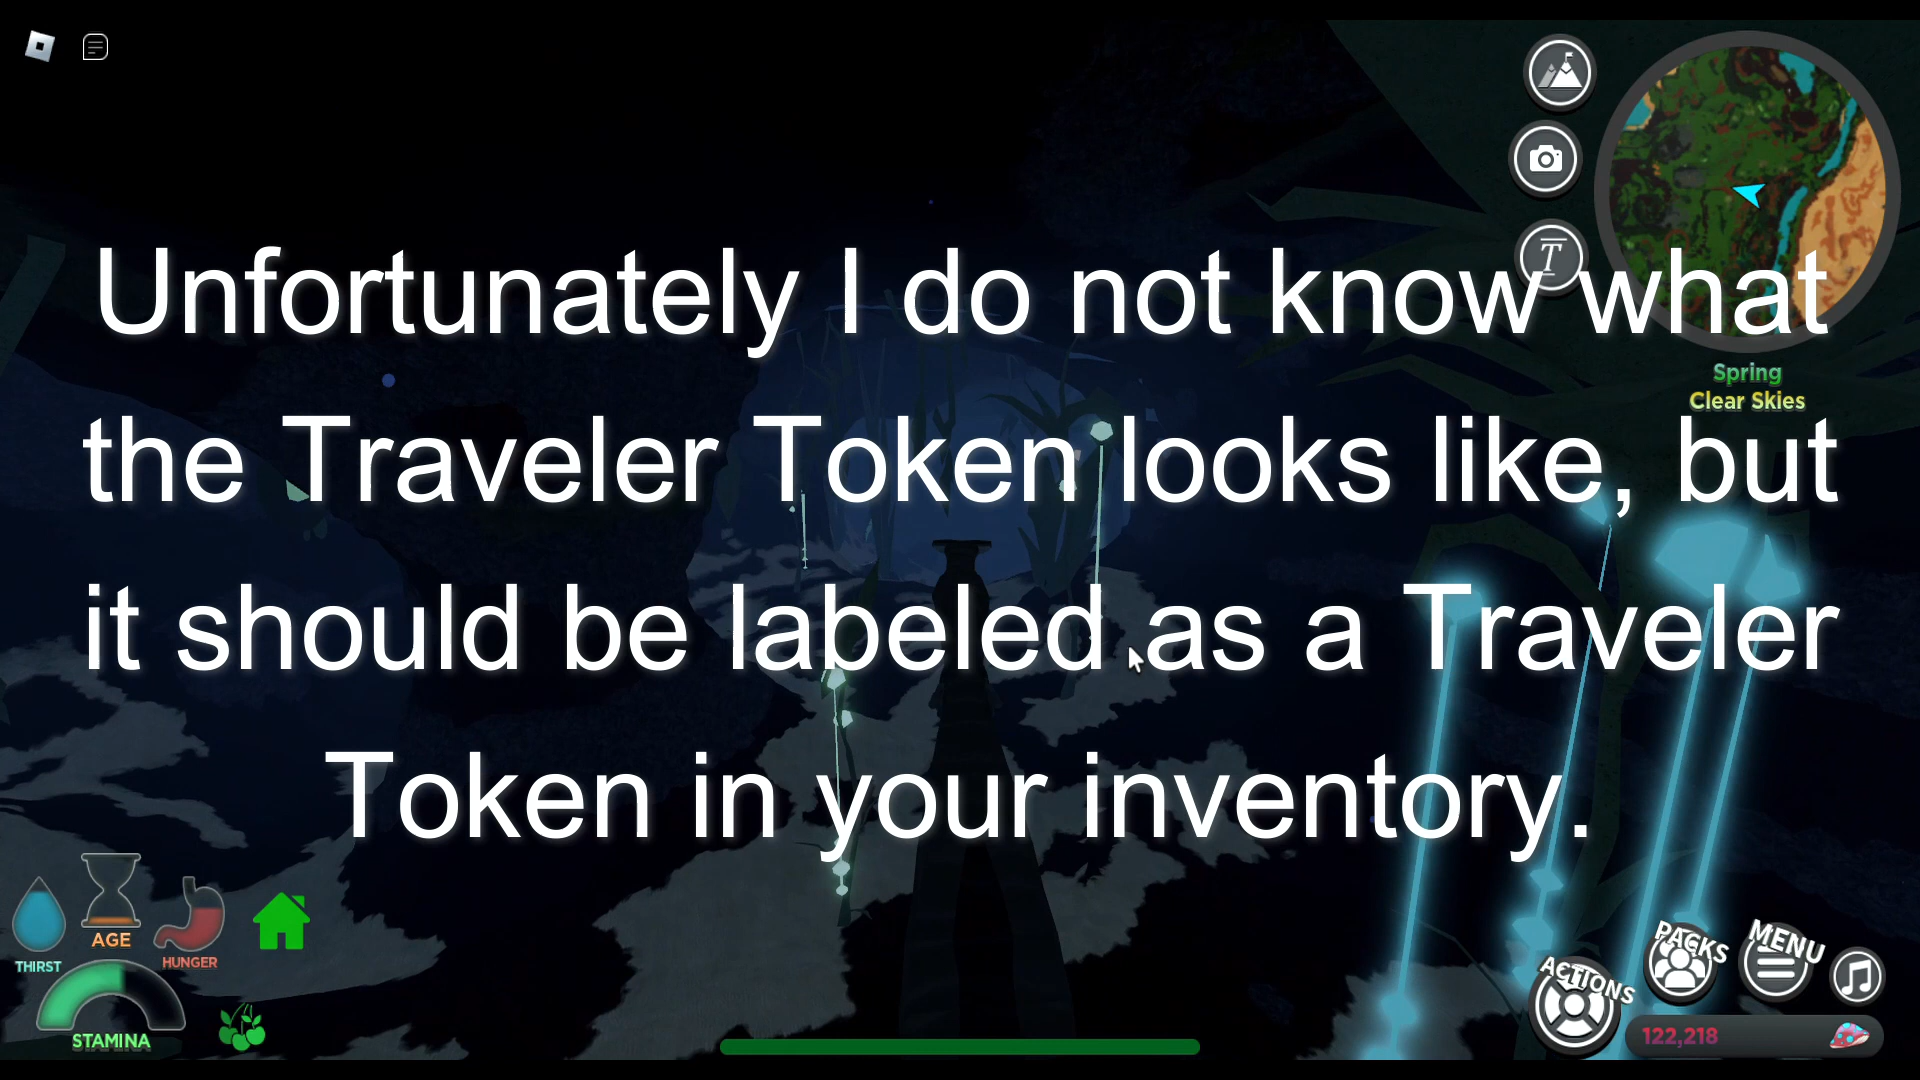 Unfortunately I do not know what
the Traveler Token looks like, but
it should be labeled as a Traveler
Token in your inventory.
T
Spring
Clear Skies
THIRST
AGE
HUNGER
STAMINA
ACTIONS
PACKS
MENU
122,218